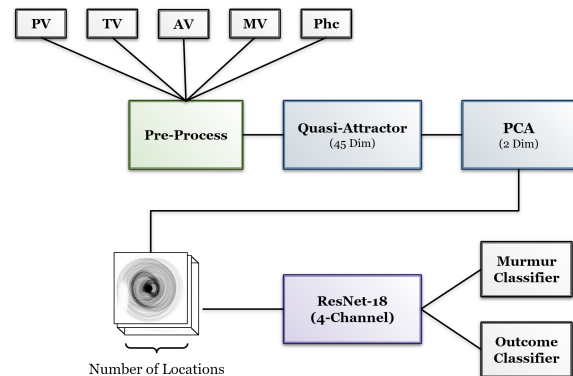 PV
TV
AV
MV
Phc
Pre-Process
Quasi-Attractor
(45 Dim)
PCA
(2 Dim)
Number of Locations
ResNet-18
(4-Channel)
Murmur
Classifier
Outcome
Classifier